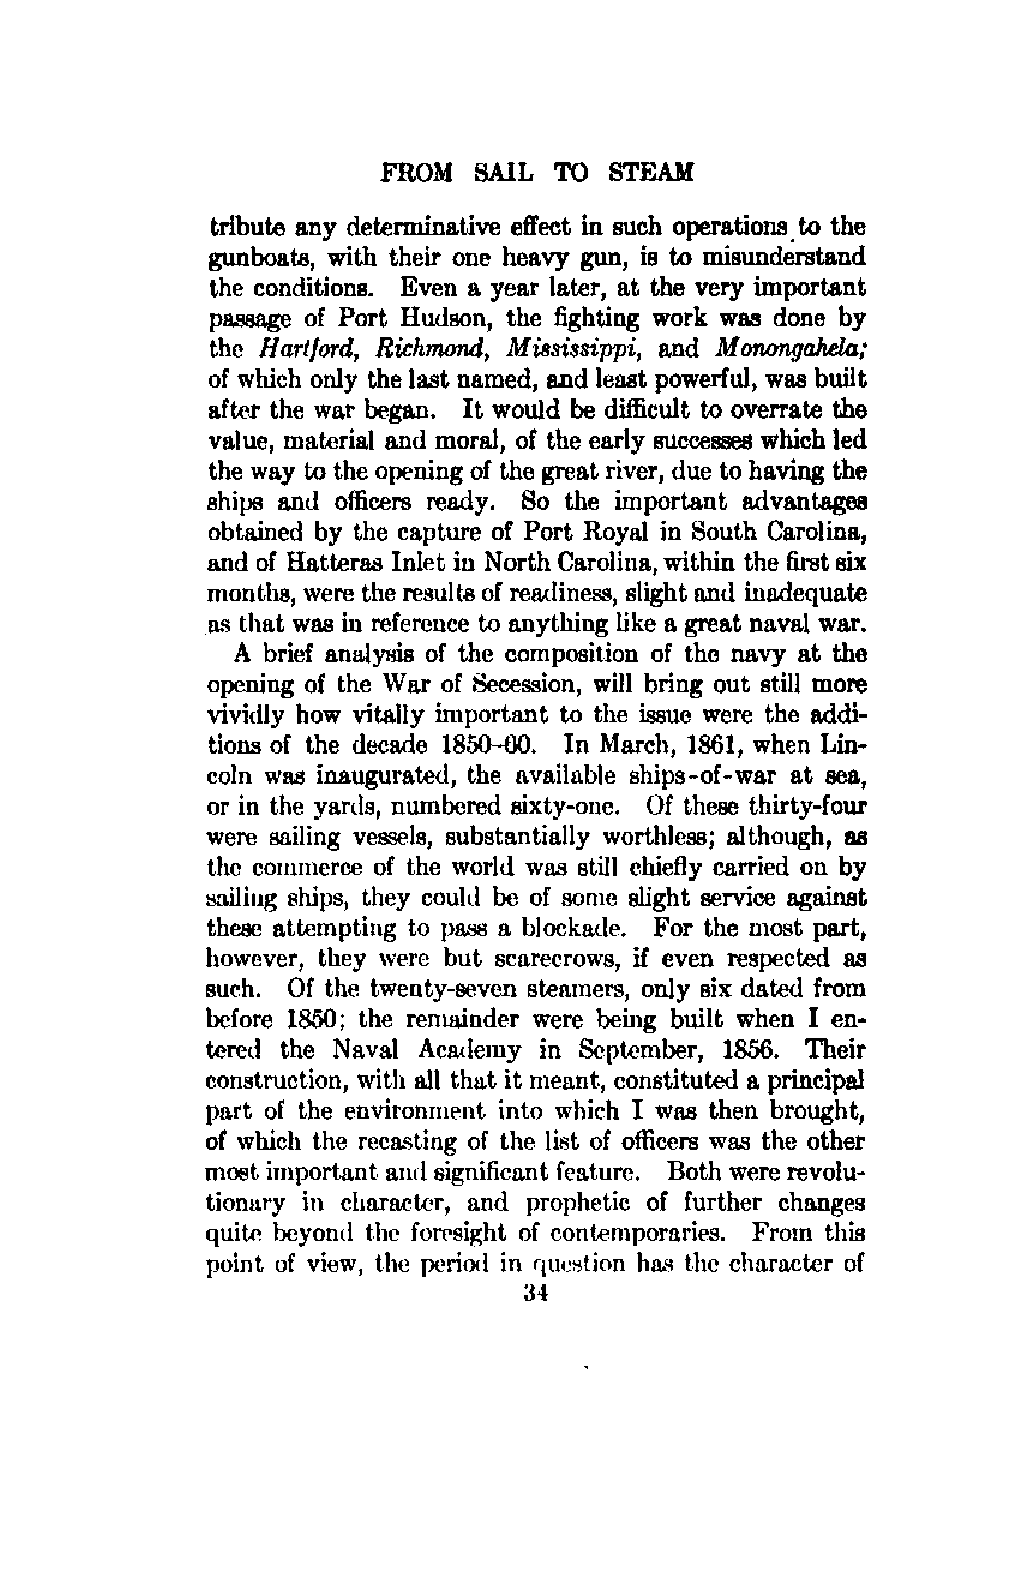 FROM SAIL TO STEAM
tribute any determinative effect in such operations to the
gunboats, with their one heavy gun, is to misunderstand
the conditions. Even a year later, at the very important
passage of Port Hudson, the fighting work was done by
the Hartford, Richmond, Mississippi, and Monongahela;
of which only the last named, and least powerful, was built
after the war began. It would be difficult to overrate the
value, material and moral, of the early successes which led
the way to the opening of the great river, due to having the
ships and officers ready. So the important advantages
obtained by the capture of Port Royal in South Carolina,
and of Hatteras Inlet in North Carolina, within the first six
months, were the results of readiness, slight and inadequate
as that was in reference to anything like a great naval war.
A brief analysis of the composition of the navy at the
opening of the War of Secession, will bring out still more
vividly how vitally important to the issue were the addi-
tions of the decade 1850-60. In March, 1861, when Lin-
coln was inaugurated, the available ships-of-war at sea,
or in the yards, numbered sixty-one. Of these thirty-four
were sailing vessels, substantially worthless; although, as
the commerce of the world was still chiefly carried on by
sailing ships, they could be of some slight service against
these attempting to pass a blockade. For the most part,
however, they were but scarecrows, if even respected as
such. Of the twenty-seven steamers, only six dated from
before 1850; the remainder were being built when I en-
tered the Naval Academy in September, 1856. Their
construction, with all that it meant, constituted a principal
part of the environment into which I was then brought,
of which the recasting of the list of officers was the other
most important and significant feature. Both were revolu-
tionary in character, and prophetic of further changes
quite beyond the foresight of contemporaries. From this
point of view, the period in question has the character of
34